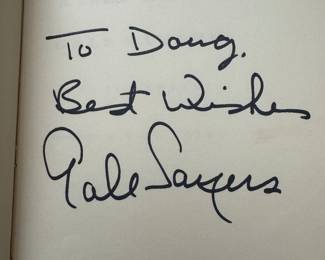 To Doug,
Best Wishes
Gale Sayers